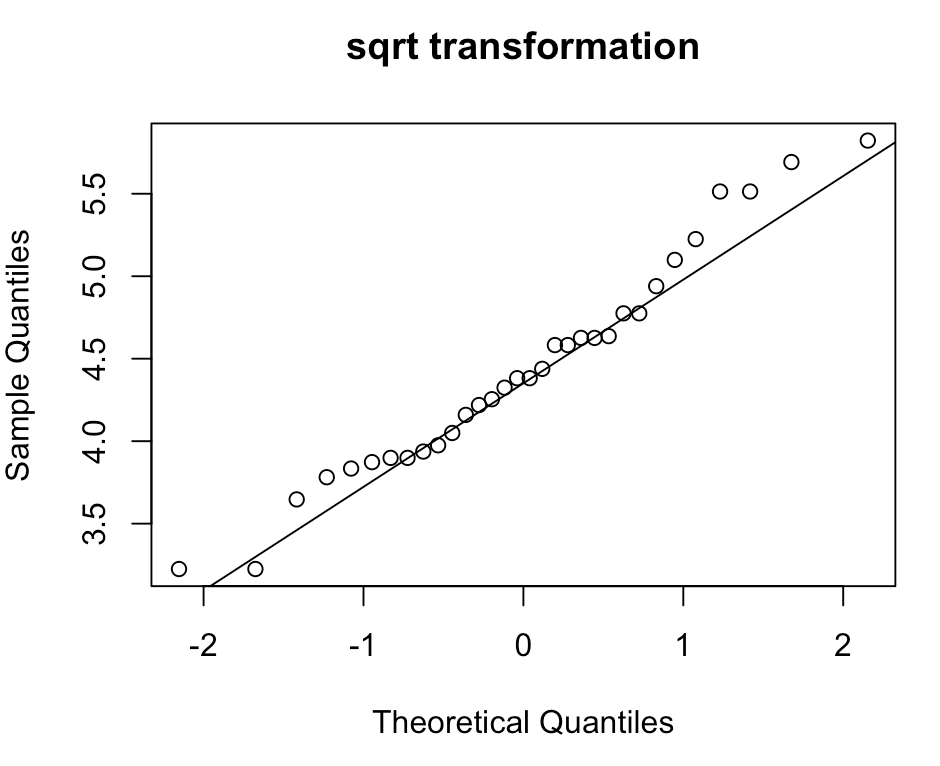 sqrt transformation
Sample Quantiles
5.5
5.0
4.5
4.0
3.5
-2 -1 0 1 2
Theoretical Quantiles